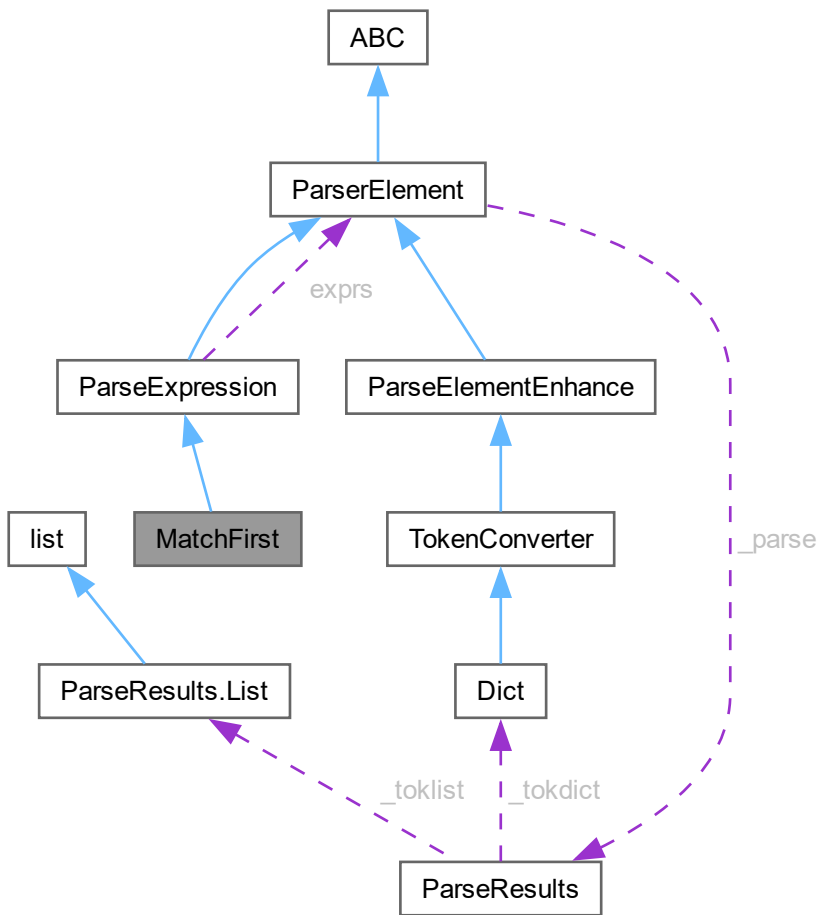 ABC
ParserElement
exprs
ParseExpression
ParseElementEnhance
list
MatchFirst
TokenConverter
_parse
ParseResults.List
Dict
_toklist
_tokdict
ParseResults